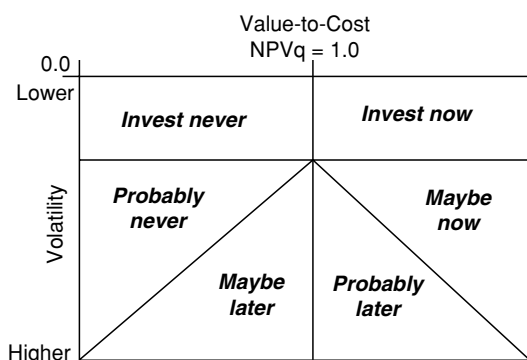 Value-to-Cost
NPVq = 1.0
0.0
Lower
Invest never
Invest now
Volatility
Probably
never
Maybe
now
Maybe
later
Probably
later
Higher